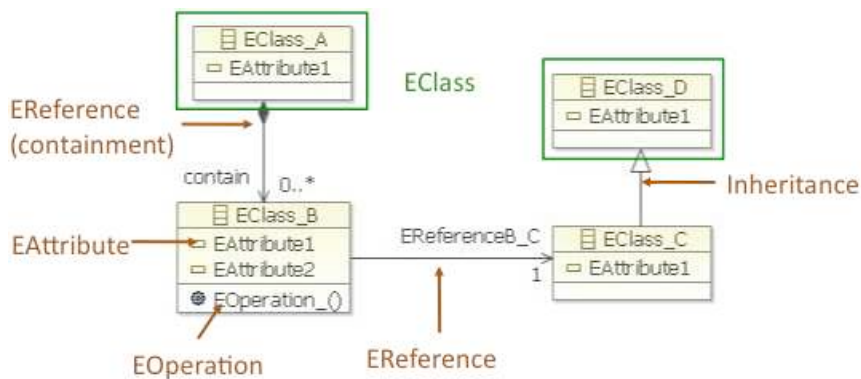 EClass_A
EAttribute1
EClass
EClass_D
EAttribute1
EReference
(containment)
contain
0..*
Inheritance
EClass_B
EAttribute1
EAttribute2
EOperation_()
EAttribute
EReferenceB_C
1
EClass_C
EAttribute1
EOperation
EReference